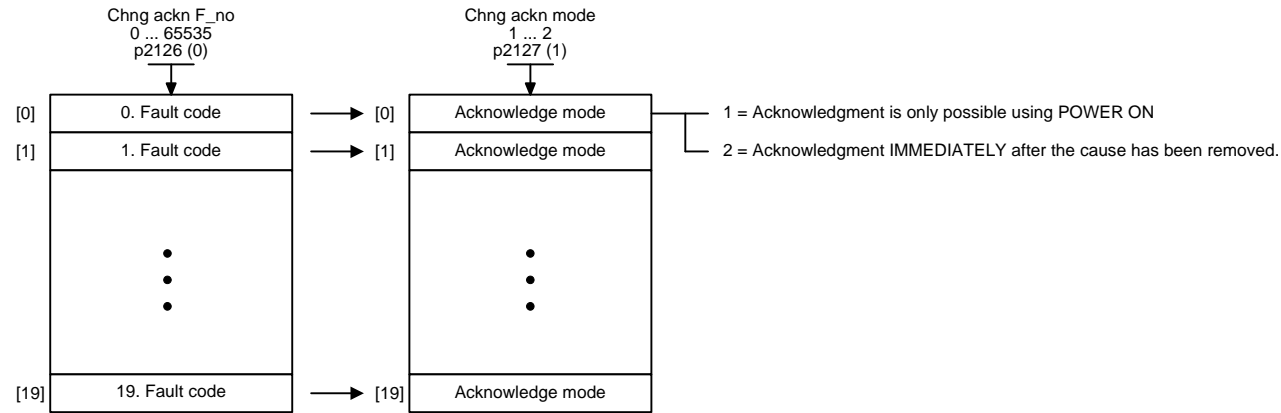 Chng ackn F_no
0 ... 65535
p2126 (0)
Chng ackn mode
1 ... 2
p2127 (1)
[0] 0. Fault code [0] Acknowledge mode 1 = Acknowledgment is only possible using POWER ON
[1] 1. Fault code [1] Acknowledge mode 2 = Acknowledgment IMMEDIATELY after the cause has been removed.
[19] 19. Fault code [19] Acknowledge mode